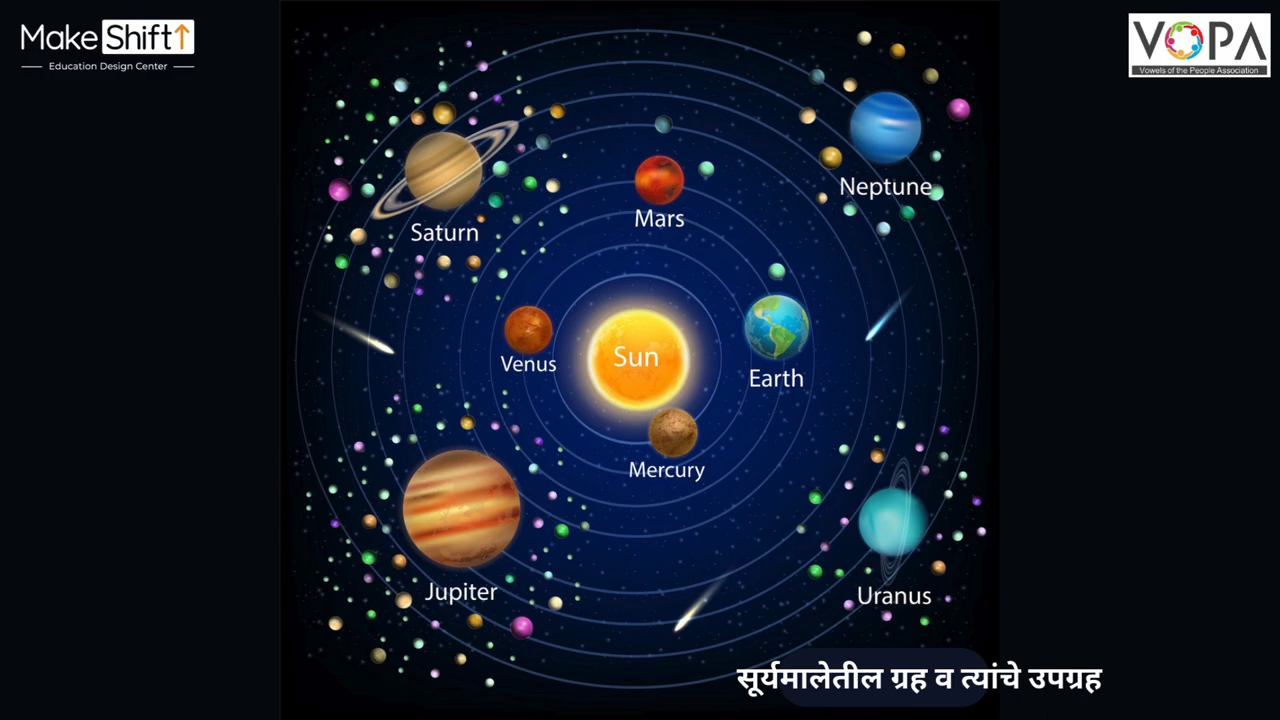 MakeShift
Education Design Center
VOPA
Vowels of the People Association
Neptune
Saturn
Mars
Sun
Venus
Earth
Mercury
Jupiter
Uranus
सूर्यमालेतील ग्रह व त्यांचे उपग्रह